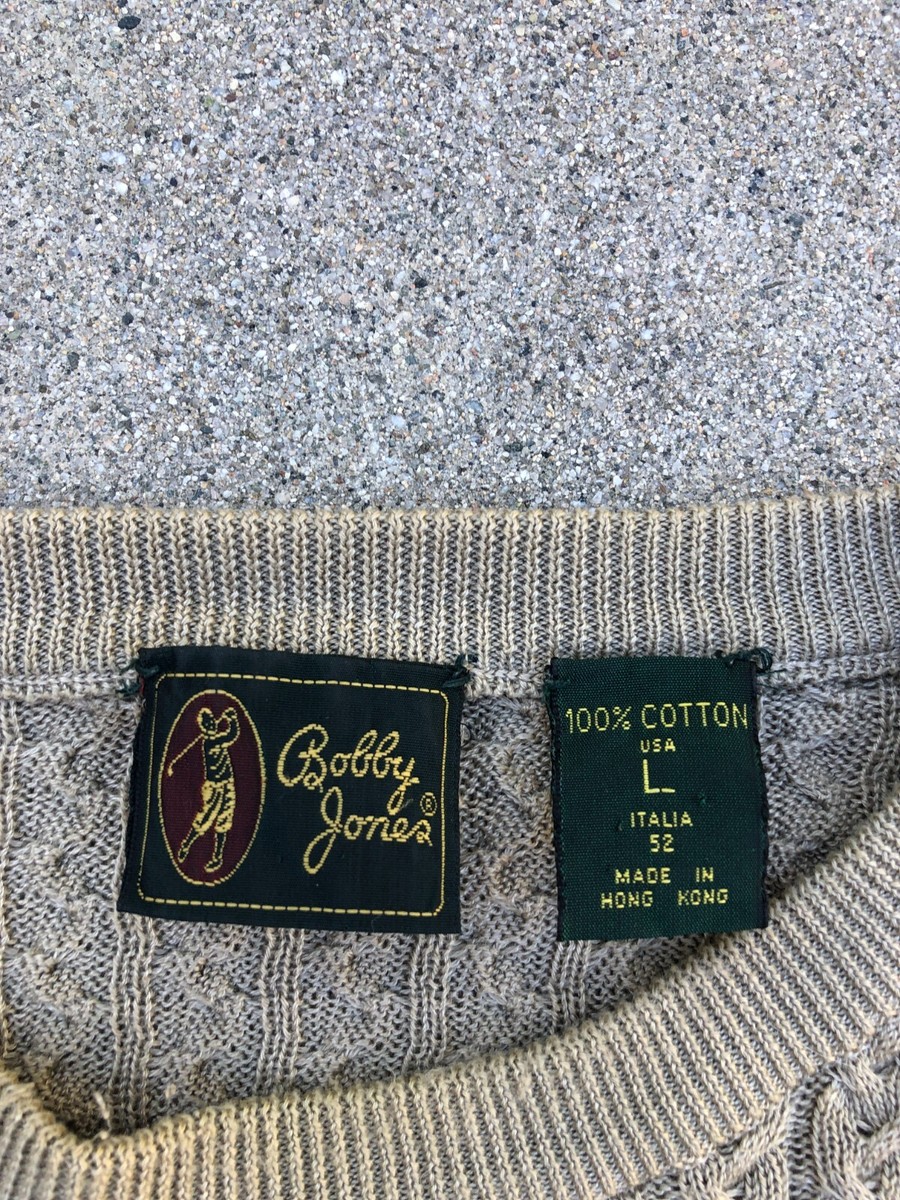 Bobby
Jones®
100% COTTON
USA
L
ITALIA
52
MADE IN
HONG KONG